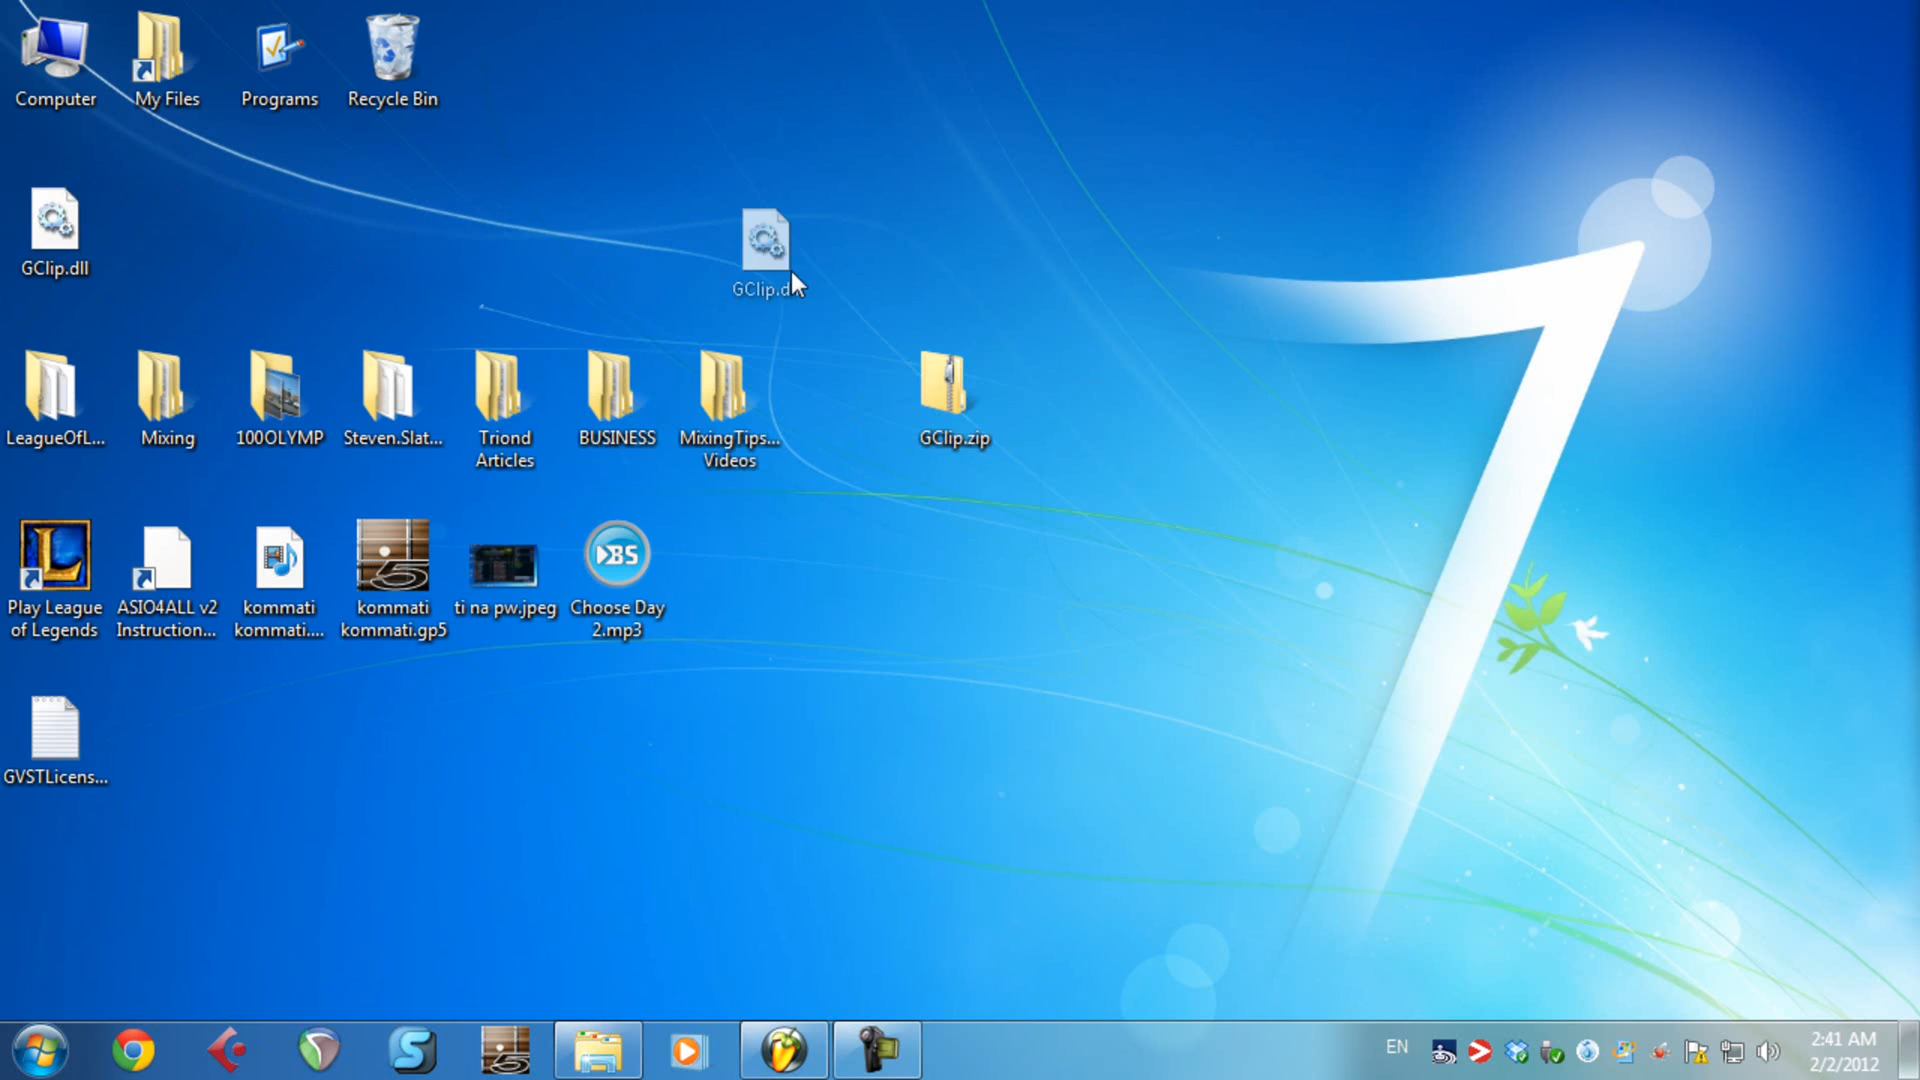 Computer
My Files
Programs
Recycle Bin
GClip.dll
GClip.d
LeagueOfL...
Mixing
100OLYMP
Steven.Slat...
Triond
Articles
BUSINESS
MixingTips...
Videos
GClip.zip
Play League
of Legends
ASIO4ALL v2
Instruction...
kommati
kommati....
kommati
kommati.gp5
ti na pw.jpeg
Choose Day
2.mp3
GVSTLicens...
EN
2:41 AM
2/2/2012